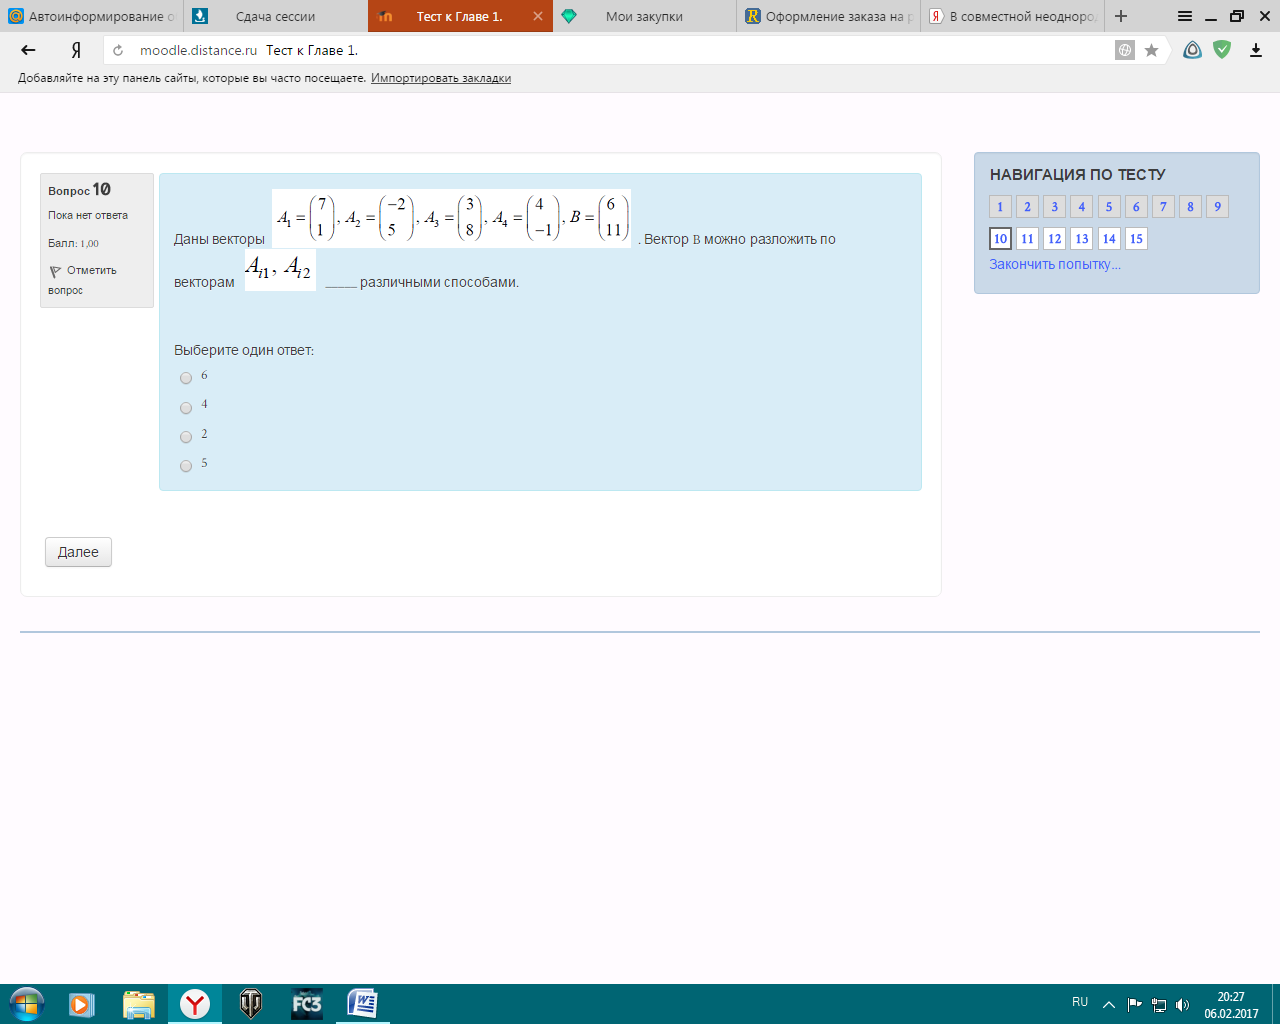 Автоинформирование о
Сдача сессии
Тест к Главе 1.
Мои закупки
Оформление заказа на р
В совместной неоднород
moodle.distance.ru Тест к Главе 1.
Добавляйте на эту панель сайты, которые вы часто посещаете. Импортировать закладки
Вопрос 10
Пока нет ответа
Балл: 1,00
Отметить
вопрос
Даны векторы A₁ = (7 1), A₂ = (−2 5), A₃ = (3 8), A₄ = (4 −1), B = (6 11) . Вектор B можно разложить по
векторам Aᵢ₁, Aᵢ₂ ____ различными способами.
Выберите один ответ:
6
4
2
5
Далее
НАВИГАЦИЯ ПО ТЕСТУ
1 2 3 4 5 6 7 8 9
10 11 12 13 14 15
Закончить попытку...
FC3
RU
20:27
06.02.2017